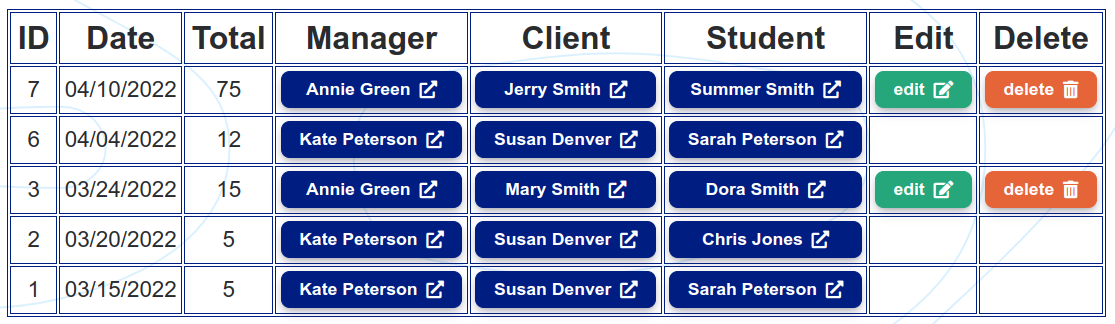 ID Date Total Manager Client Student Edit Delete
7 04/10/2022 75 Annie Green Jerry Smith Summer Smith edit delete
6 04/04/2022 12 Kate Peterson Susan Denver Sarah Peterson
3 03/24/2022 15 Annie Green Mary Smith Dora Smith edit delete
2 03/20/2022 5 Kate Peterson Susan Denver Chris Jones
1 03/15/2022 5 Kate Peterson Susan Denver Sarah Peterson